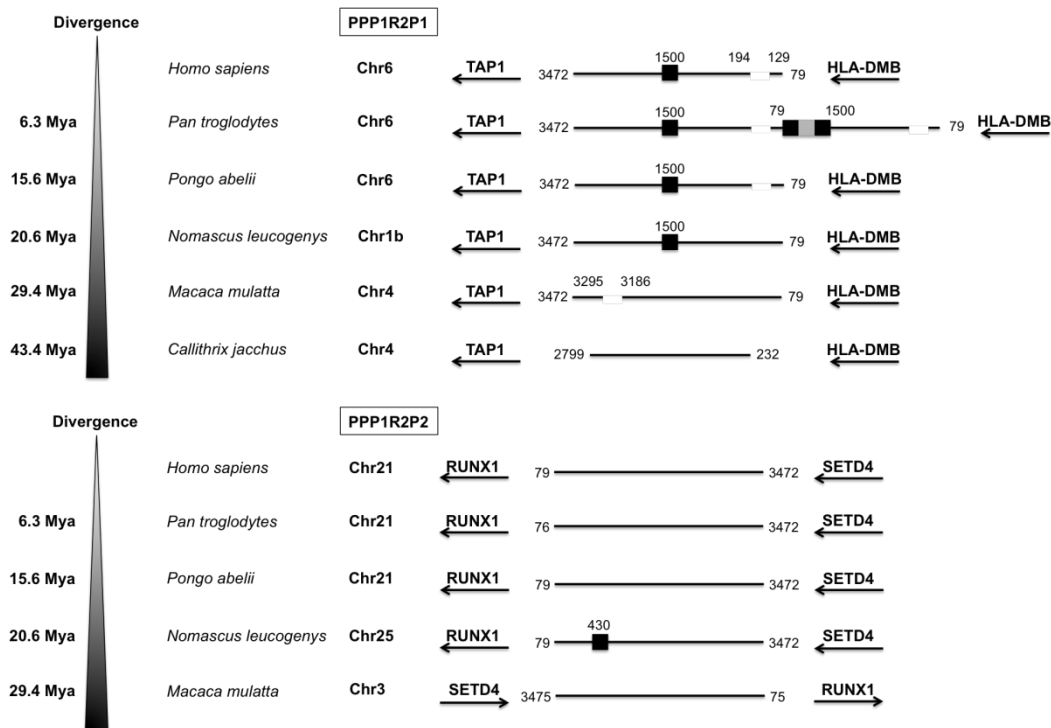 Divergence PPP1R2P1
Homo sapiens Chr6 TAP1 3472 1500 194 129 79 HLA-DMB
6.3 Mya Pan troglodytes Chr6 TAP1 3472 1500 79 1500 79 HLA-DMB
15.6 Mya Pongo abelii Chr6 TAP1 3472 1500 79 HLA-DMB
20.6 Mya Nomascus leucogenys Chr1b TAP1 3472 1500 79 HLA-DMB
29.4 Mya Macaca mulatta Chr4 TAP1 3472 3295 3186 79 HLA-DMB
43.4 Mya Callithrix jacchus Chr4 TAP1 2799 232 HLA-DMB
Divergence PPP1R2P2
Homo sapiens Chr21 RUNX1 79 3472 SETD4
6.3 Mya Pan troglodytes Chr21 RUNX1 76 3472 SETD4
15.6 Mya Pongo abelii Chr21 RUNX1 79 3472 SETD4
20.6 Mya Nomascus leucogenys Chr25 RUNX1 79 430 3472 SETD4
29.4 Mya Macaca mulatta Chr3 SETD4 3475 75 RUNX1